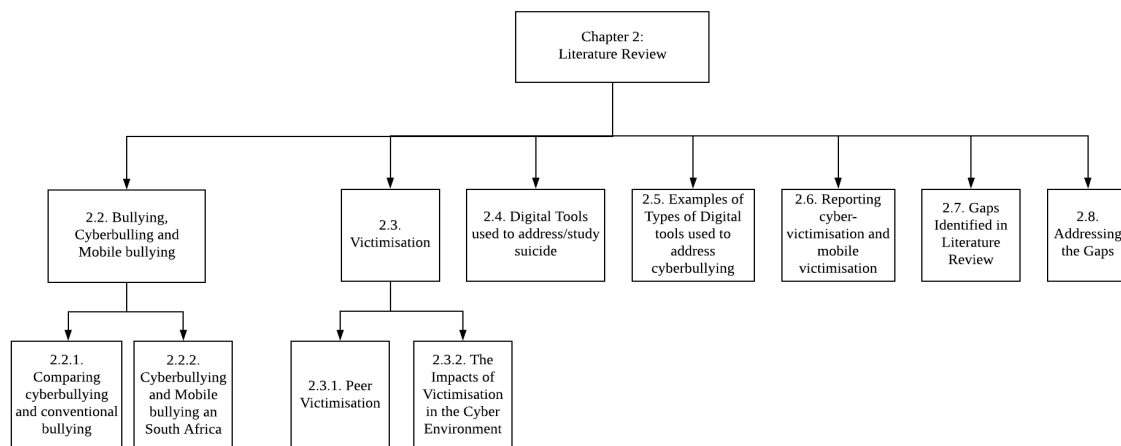 Chapter 2:
Literature Review
2.2. Bullying,
Cyberbulling and
Mobile bullying
2.3.
Victimisation
2.4. Digital Tools
used to address/study
suicide
2.5. Examples of
Types of Digital
tools used to
address
cyberbullying
2.6. Reporting
cyber-
victimisation and
mobile
victimisation
2.7. Gaps
Identified in
Literature
Review
2.8.
Addressing
the Gaps
2.2.1.
Comparing
cyberbullying
and conventional
bullying
2.2.2.
Cyberbullying
and Mobile
bullying an
South Africa
2.3.1. Peer
Victimisation
2.3.2. The
Impacts of
Victimisation
in the Cyber
Environment